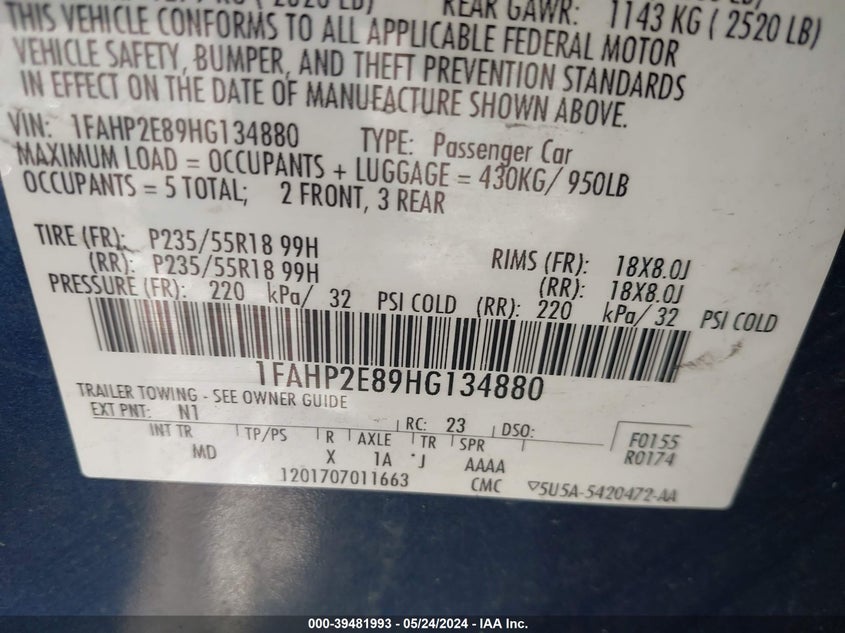 KG ( 2520 LB) REAR GAWR: 1143 KG ( 2520 LB)
THIS VEHICLE CONFORMS TO ALL APPLICABLE FEDERAL MOTOR
VEHICLE SAFETY, BUMPER, AND THEFT PREVENTION STANDARDS
IN EFFECT ON THE DATE OF MANUFACTURE SHOWN ABOVE.
VIN: 1FAHP2E89HG134880 TYPE: Passenger Car
MAXIMUM LOAD = OCCUPANTS + LUGGAGE = 430KG/ 950LB
OCCUPANTS = 5 TOTAL; 2 FRONT, 3 REAR
TIRE (FR): P235/55R18 99H RIMS (FR): 18X8.0J
(RR): P235/55R18 99H (RR): 18X8.0J
PRESSURE (FR): 220 kPa/ 32 PSI COLD (RR): 220 kPa/ 32 PSI COLD
1FAHP2E89HG134880
TRAILER TOWING - SEE OWNER GUIDE
EXT PNT: N1 RC: 23 DSO: F0155
INT TR TP/PS R AXLE TR SPR R0174
MD X 1A *J AAAA
1201707011663 CMC ▽5U5A-5420472-AA
000-39481993 - 05/24/2024 - IAA Inc.